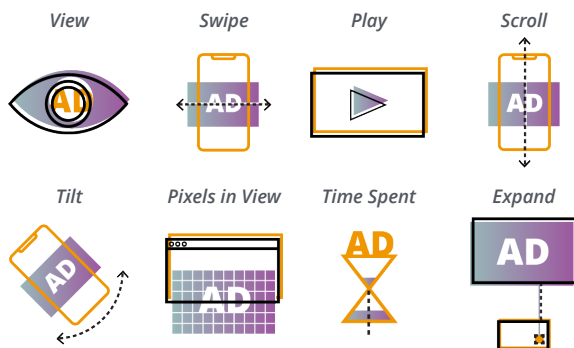 View
Swipe
Play
Scroll
AD
AD
AD
Tilt
Pixels in View
Time Spent
Expand
AD
AD
AD
AD